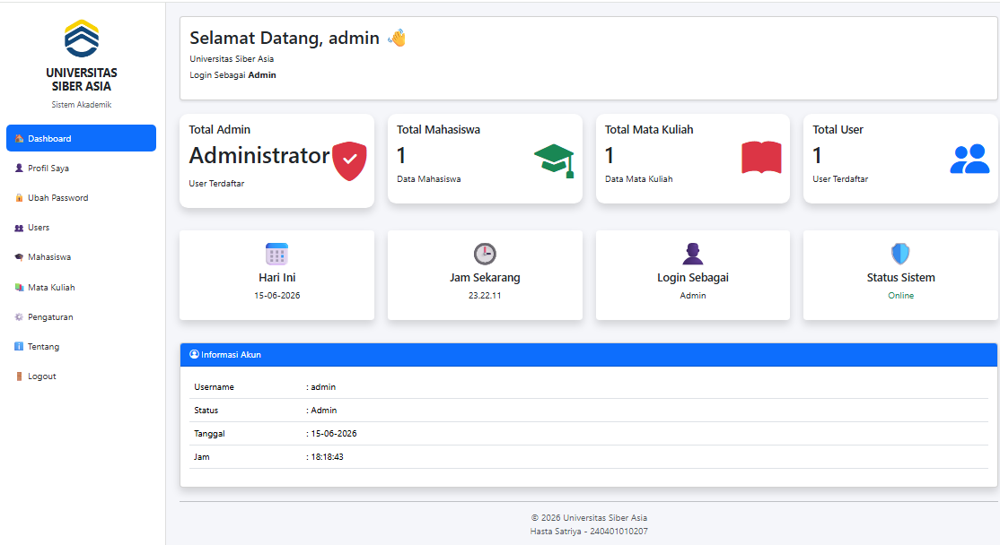 UNIVERSITAS
SIBER ASIA
Sistem Akademik
Dashboard
Profil Saya
Ubah Password
Users
Mahasiswa
Mata Kuliah
Pengaturan
Tentang
Logout
Selamat Datang, admin 👋
Universitas Siber Asia
Login Sebagai Admin
Total Admin
Administrator
User Terdaftar
Total Mahasiswa
1
Data Mahasiswa
Total Mata Kuliah
1
Data Mata Kuliah
Total User
1
User Terdaftar
Hari Ini
15-06-2026
Jam Sekarang
23.22.11
Login Sebagai
Admin
Status Sistem
Online
Informasi Akun
Username : admin
Status : Admin
Tanggal : 15-06-2026
Jam : 18:18:43
© 2026 Universitas Siber Asia
Hasta Satriya - 240401010207